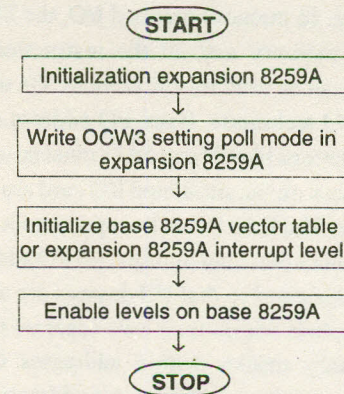 START
Initialization expansion 8259A
Write OCW3 setting poll mode in
expansion 8259A
Initialize base 8259A vector table
or expansion 8259A interrupt level
Enable levels on base 8259A
STOP